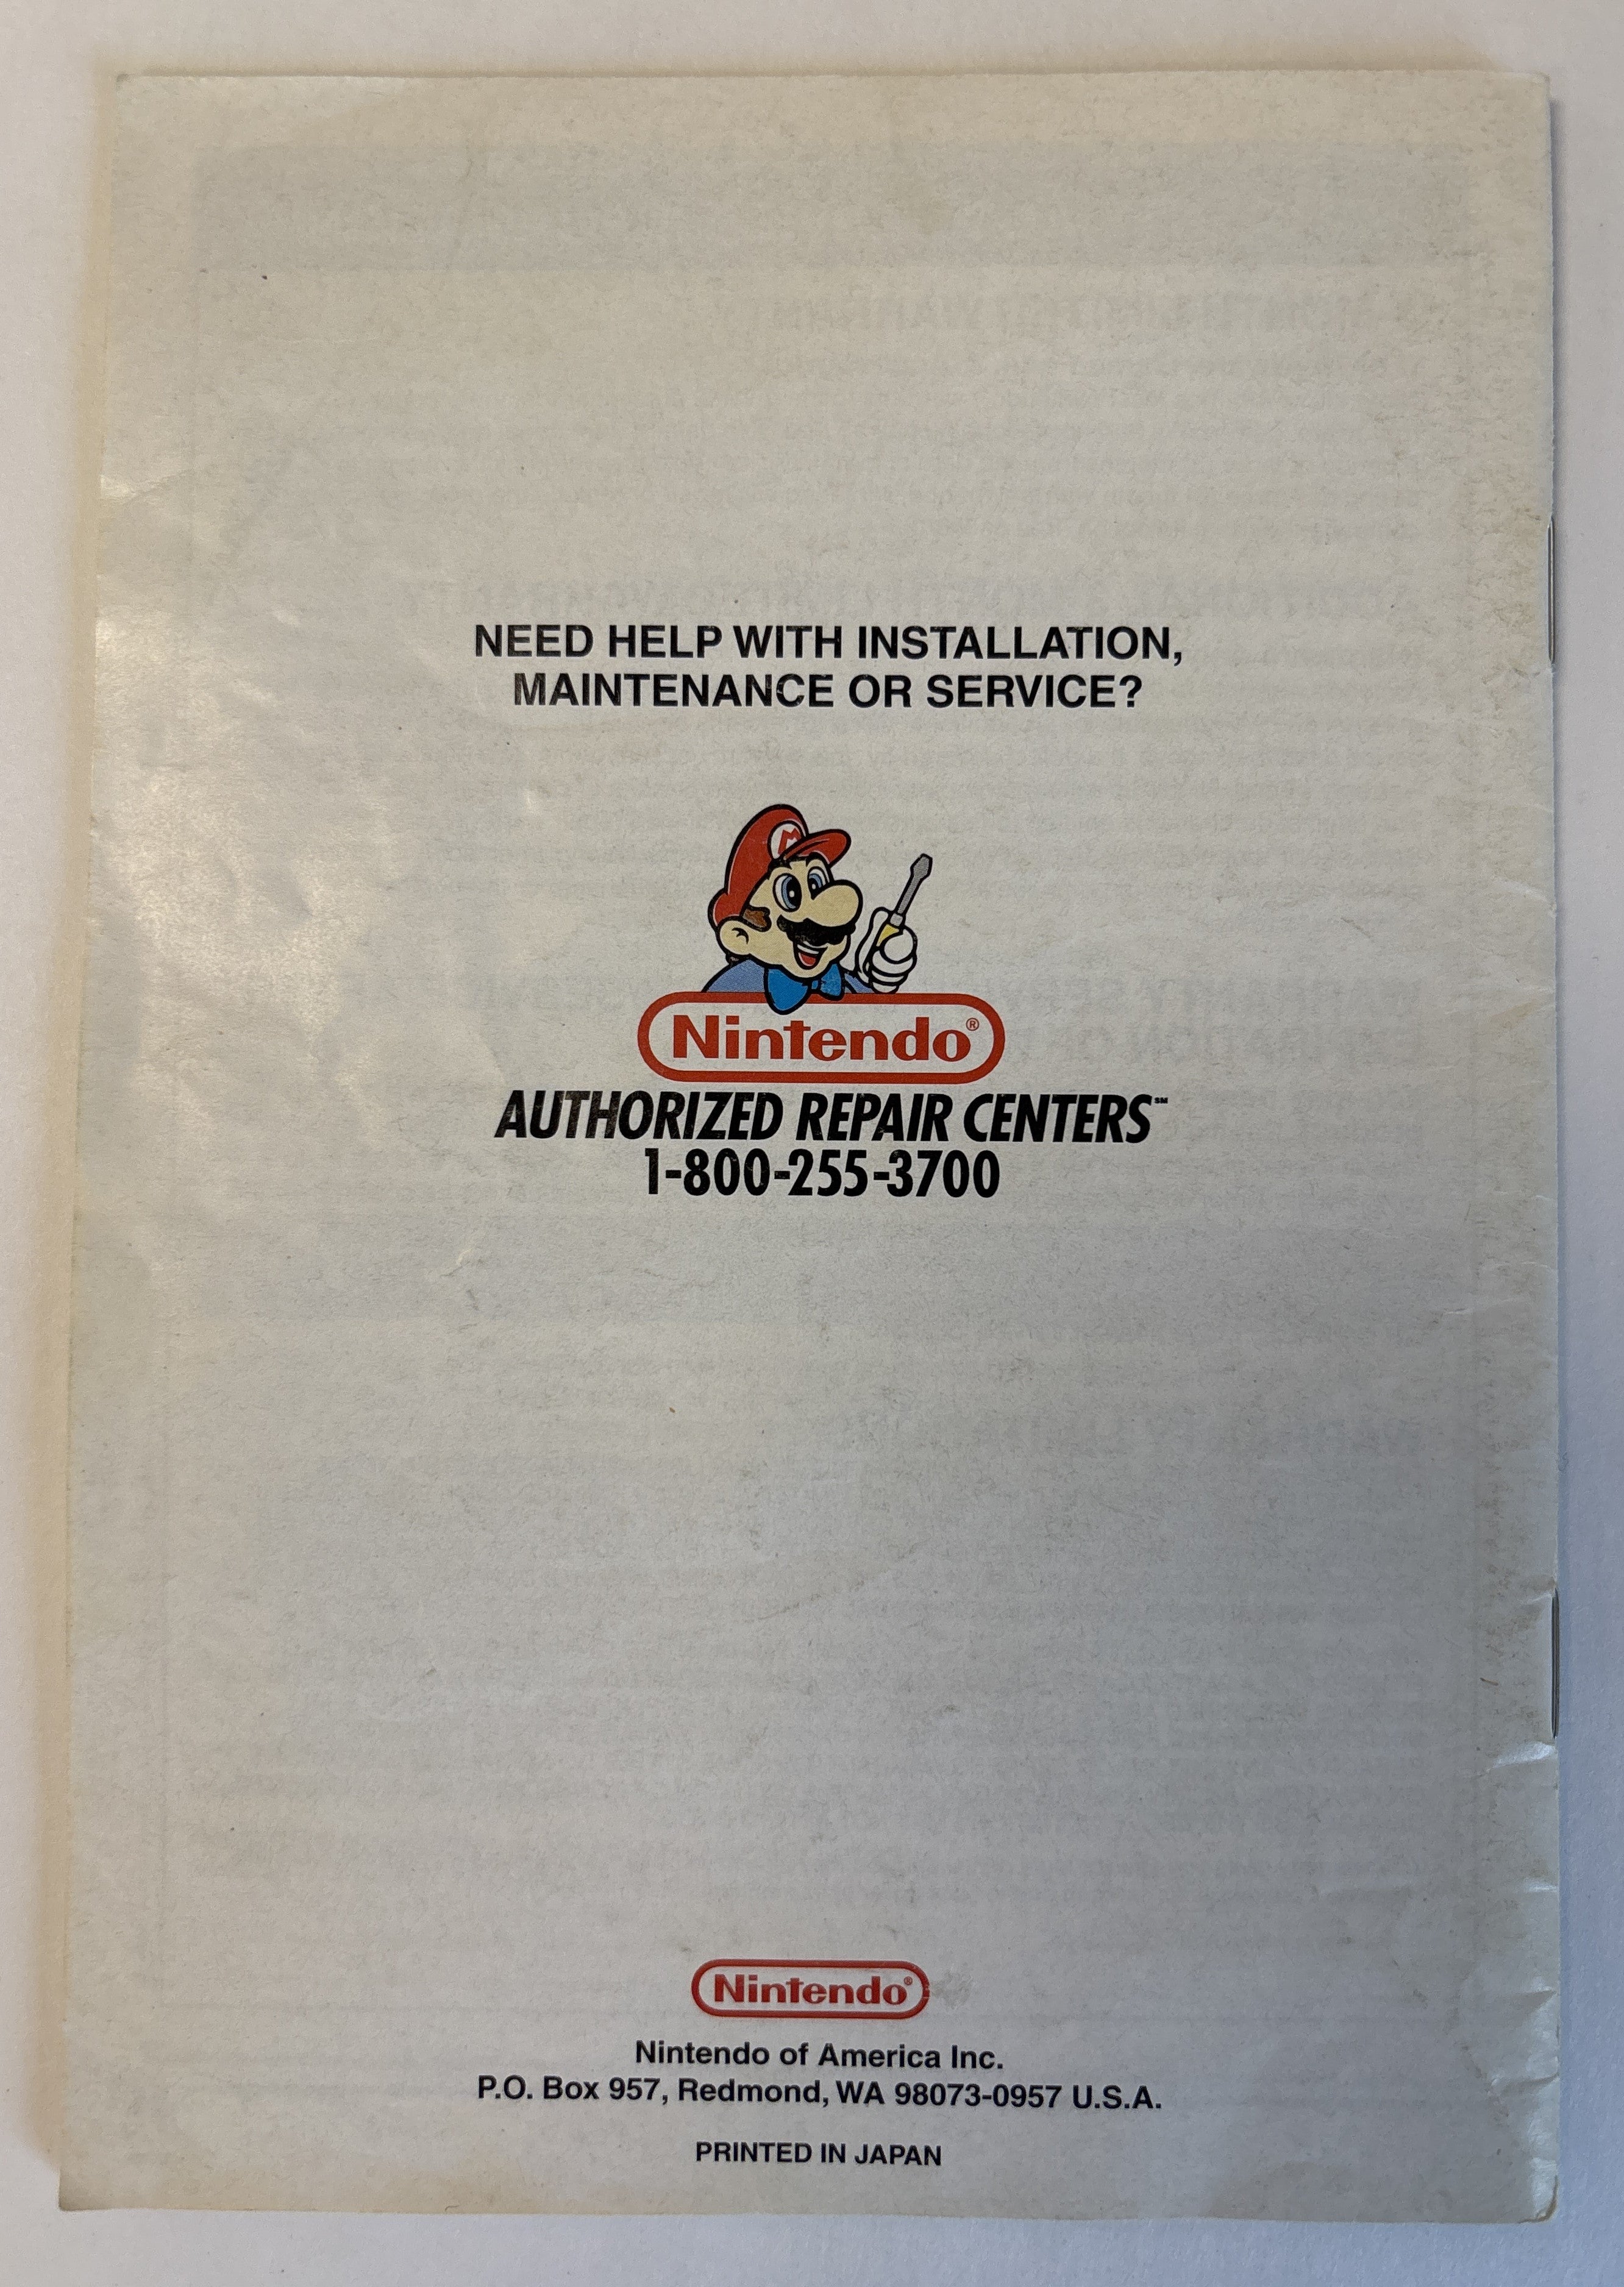 NEED HELP WITH INSTALLATION,
MAINTENANCE OR SERVICE?
M
Nintendo®
AUTHORIZED REPAIR CENTERS℠
1-800-255-3700
Nintendo®
Nintendo of America Inc.
P.O. Box 957, Redmond, WA 98073-0957 U.S.A.
PRINTED IN JAPAN